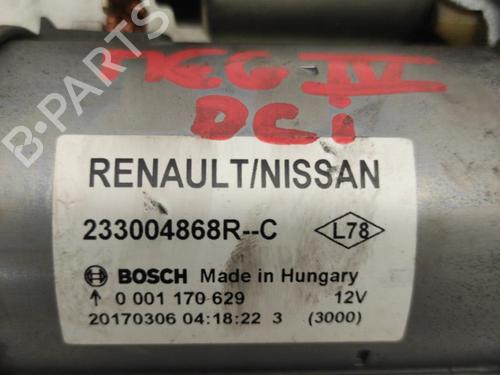 MEG IV
DCi
RENAULT/NISSAN
233004868R--C
L78
BOSCH Made in Hungary
↑ 0 001 170 629 12V
20170306 04:18:22 3 (3000)
B-PARTS